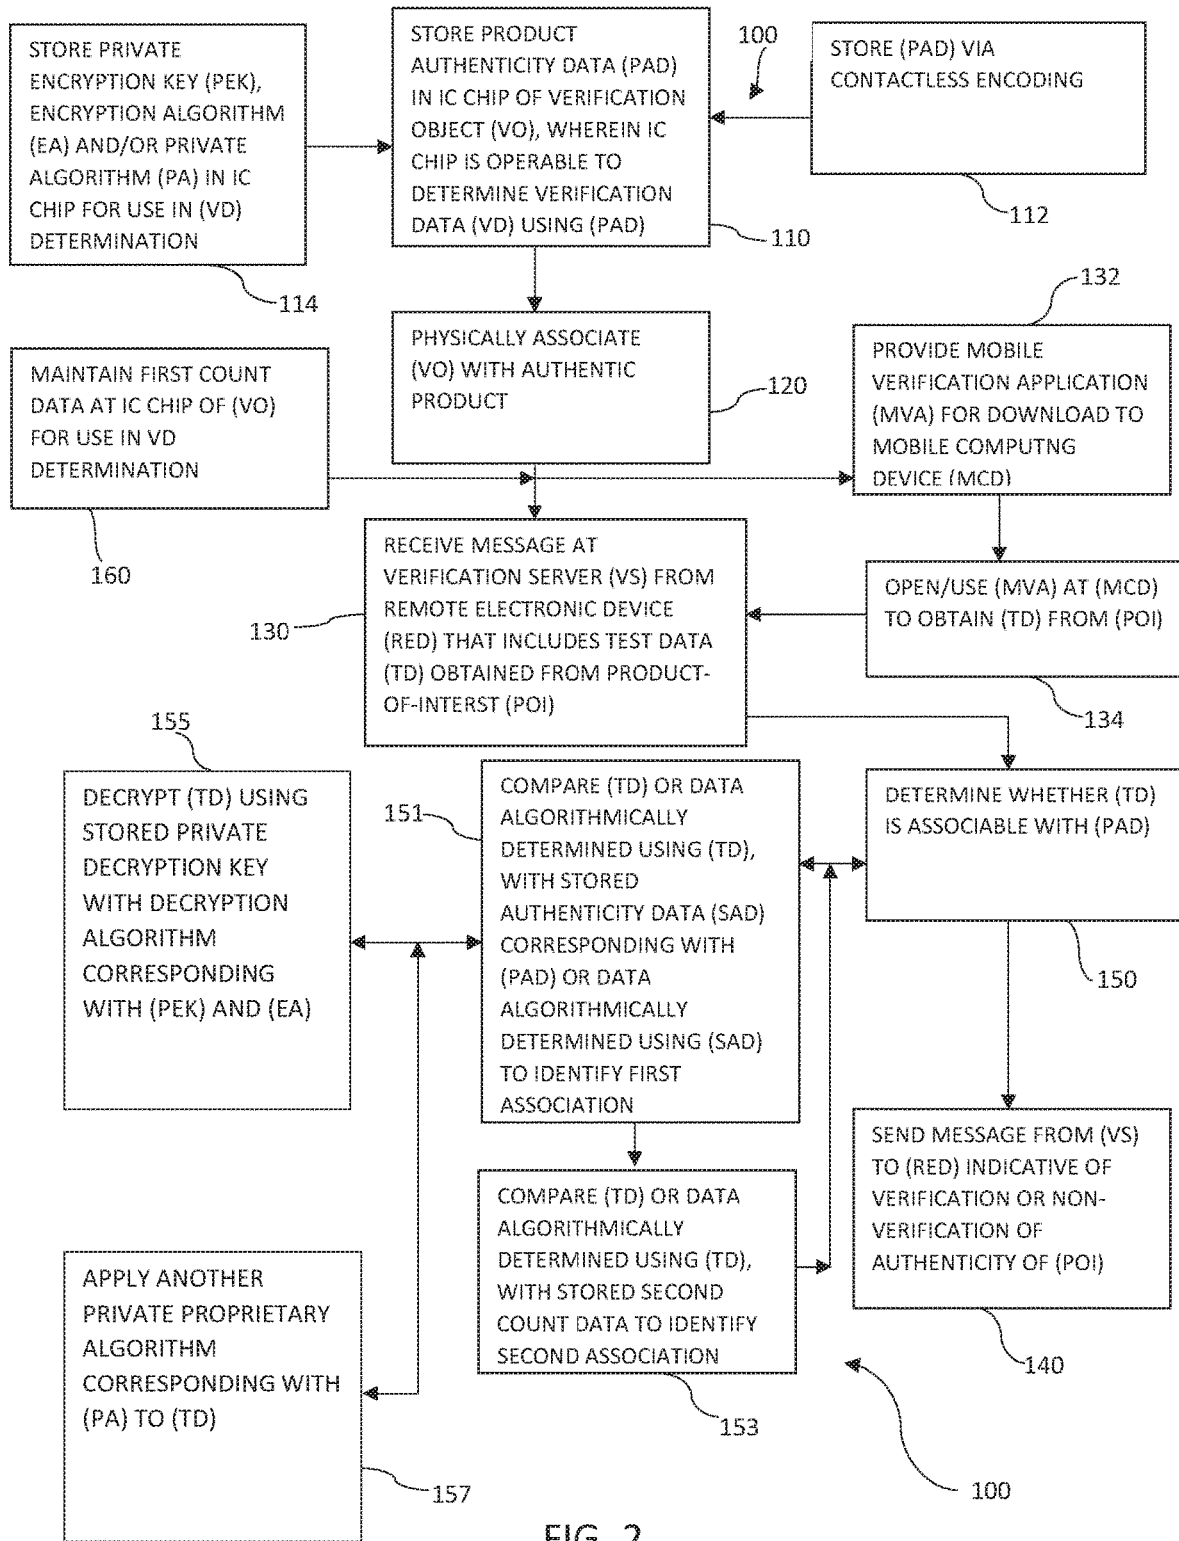 STORE PRIVATE
ENCRYPTION KEY (PEK),
ENCRYPTION ALGORITHM
(EA) AND/OR PRIVATE
ALGORITHM (PA) IN IC
CHIP FOR USE IN (VD)
DETERMINATION
114
STORE PRODUCT
AUTHENTICITY DATA (PAD)
IN IC CHIP OF VERIFICATION
OBJECT (VO), WHEREIN IC
CHIP IS OPERABLE TO
DETERMINE VERIFICATION
DATA (VD) USING (PAD)
110
100
STORE (PAD) VIA
CONTACTLESS ENCODING
112
MAINTAIN FIRST COUNT
DATA AT IC CHIP OF (VO)
FOR USE IN VD
DETERMINATION
160
PHYSICALLY ASSOCIATE
(VO) WITH AUTHENTIC
PRODUCT
120
132
PROVIDE MOBILE
VERIFICATION APPLICATION
(MVA) FOR DOWNLOAD TO
MOBILE COMPUTNG
DEVICE (MCD)
RECEIVE MESSAGE AT
VERIFICATION SERVER (VS) FROM
REMOTE ELECTRONIC DEVICE
(RED) THAT INCLUDES TEST DATA
(TD) OBTAINED FROM PRODUCT-
OF-INTERST (POI)
130
OPEN/USE (MVA) AT (MCD)
TO OBTAIN (TD) FROM (POI)
134
155
DECRYPT (TD) USING
STORED PRIVATE
DECRYPTION KEY
WITH DECRYPTION
ALGORITHM
CORRESPONDING
WITH (PEK) AND (EA)
151
COMPARE (TD) OR DATA
ALGORITHMICALLY
DETERMINED USING (TD),
WITH STORED
AUTHENTICITY DATA (SAD)
CORRESPONDING WITH
(PAD) OR DATA
ALGORITHMICALLY
DETERMINED USING (SAD)
TO IDENTIFY FIRST
ASSOCIATION
DETERMINE WHETHER (TD)
IS ASSOCIABLE WITH (PAD)
150
APPLY ANOTHER
PRIVATE PROPRIETARY
ALGORITHM
CORRESPONDING WITH
(PA) TO (TD)
157
COMPARE (TD) OR DATA
ALGORITHMICALLY
DETERMINED USING (TD),
WITH STORED SECOND
COUNT DATA TO IDENTIFY
SECOND ASSOCIATION
153
SEND MESSAGE FROM (VS)
TO (RED) INDICATIVE OF
VERIFICATION OR NON-
VERIFICATION OF
AUTHENTICITY OF (POI)
140
100
FIG. 2